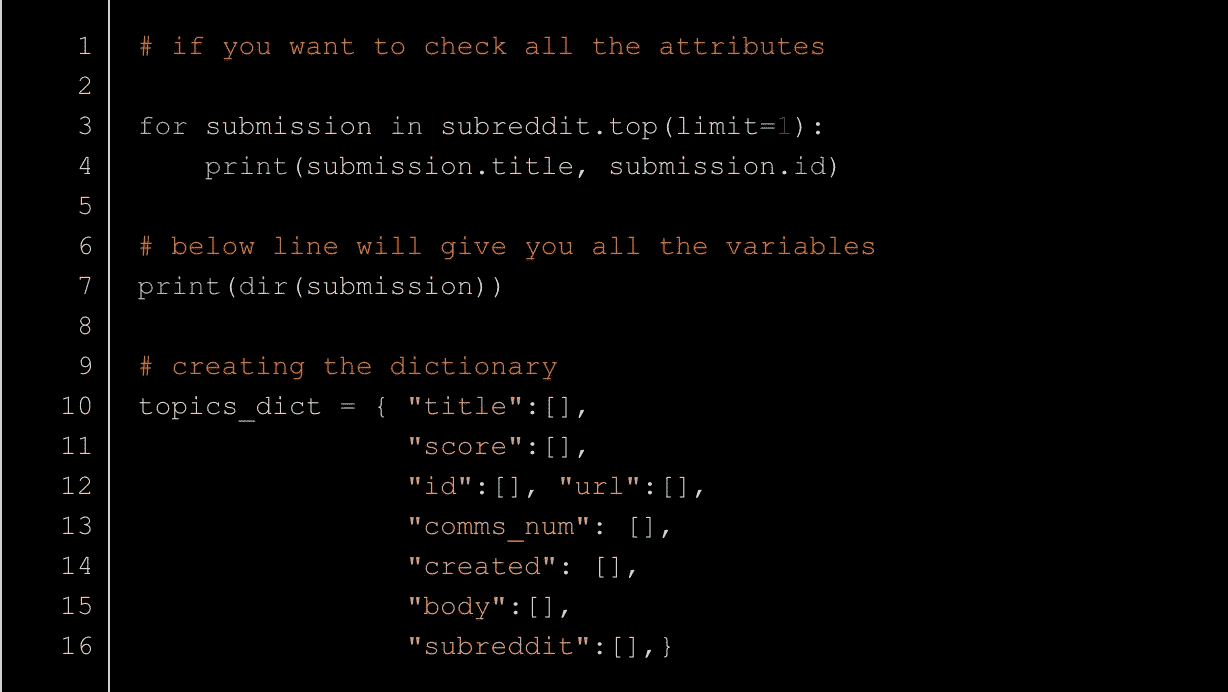 1 # if you want to check all the attributes
2
3 for submission in subreddit.top(limit=1):
4     print(submission.title, submission.id)
5
6 # below line will give you all the variables
7 print(dir(submission))
8
9 # creating the dictionary
10 topics_dict = { "title":[],
11                 "score":[],
12                 "id":[], "url":[],
13                 "comms_num": [],
14                 "created": [],
15                 "body":[],
16                 "subreddit":[],}